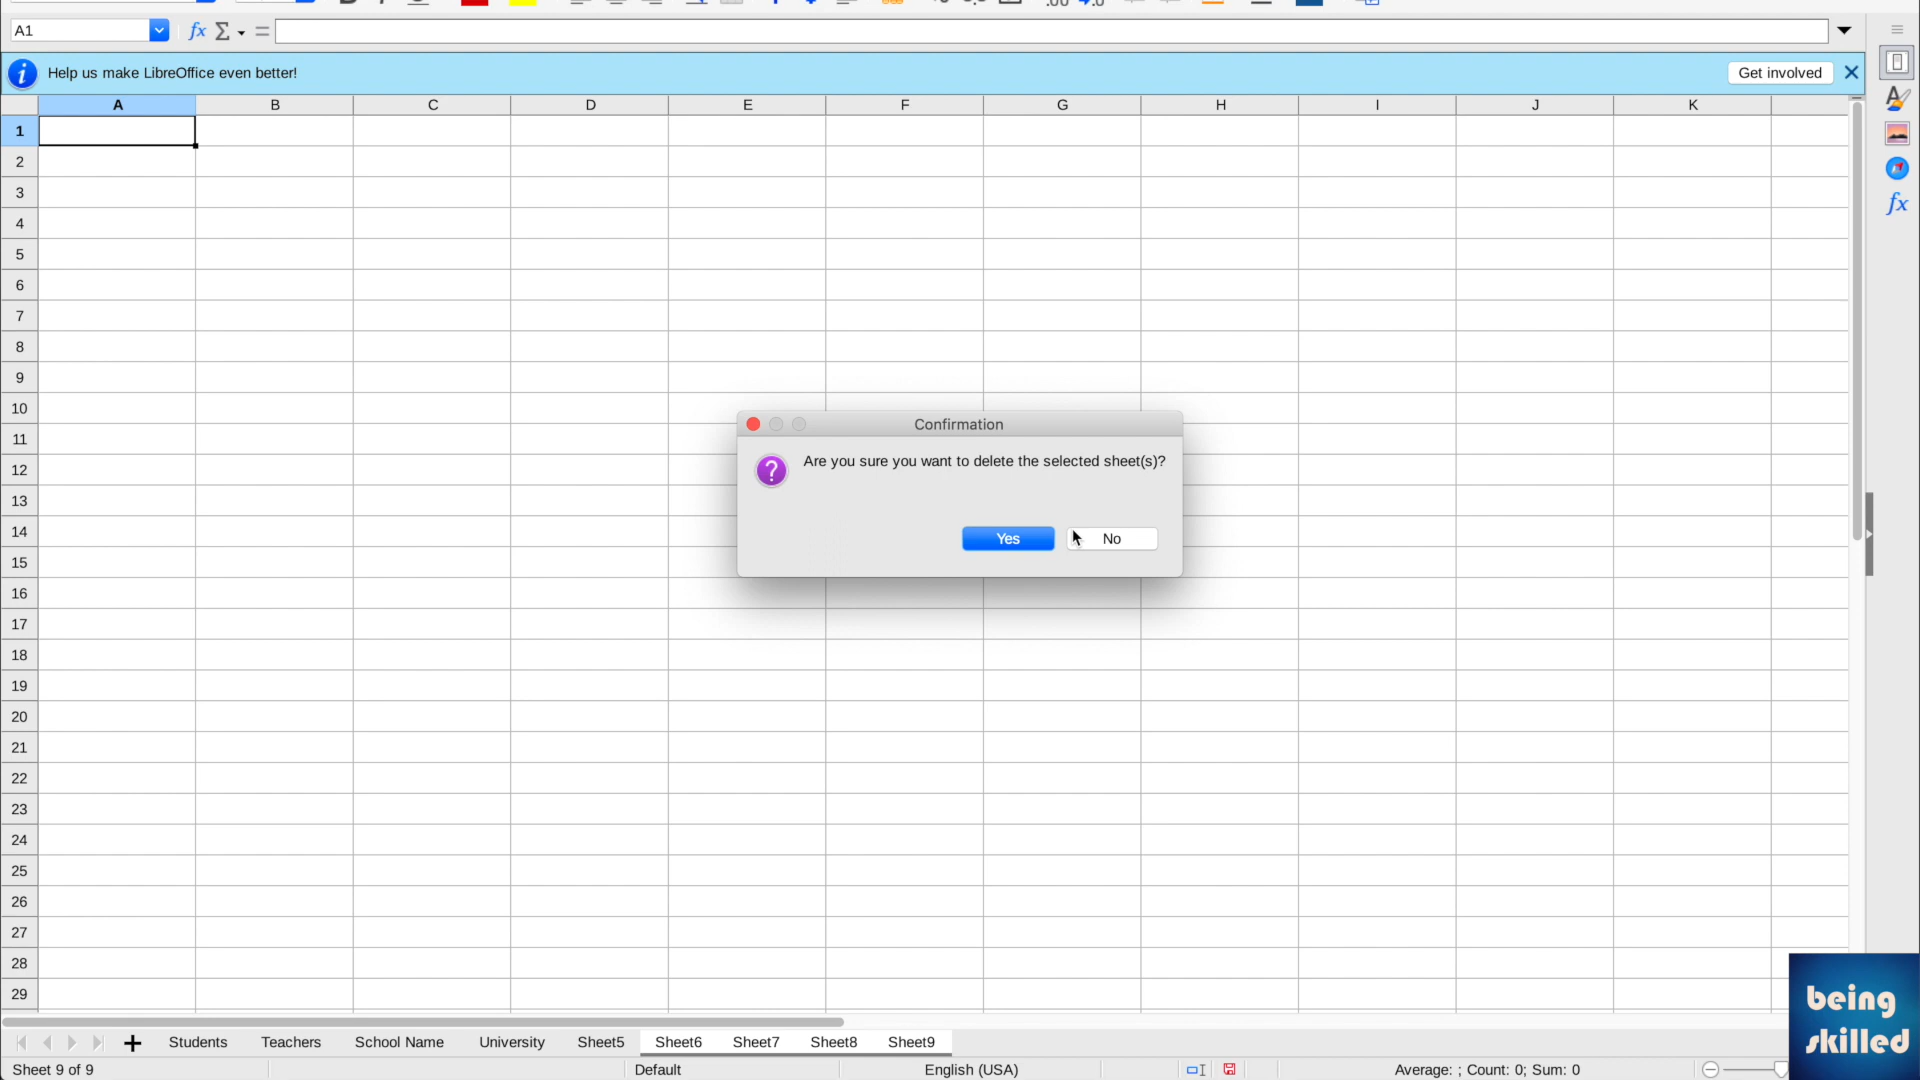 A1
fx Σ =
Help us make LibreOffice even better! Get involved
A B C D E F G H I J K
1
2
3
4
5
6
7
8
9
10
11
12
13
14
15
16
17
18
19
20
21
22
23
24
25
26
27
28
29
Confirmation
Are you sure you want to delete the selected sheet(s)?
Yes No
fx
being
skilled
Students Teachers School Name University Sheet5 Sheet6 Sheet7 Sheet8 Sheet9
Sheet 9 of 9 Default English (USA) Average: ; Count: 0; Sum: 0